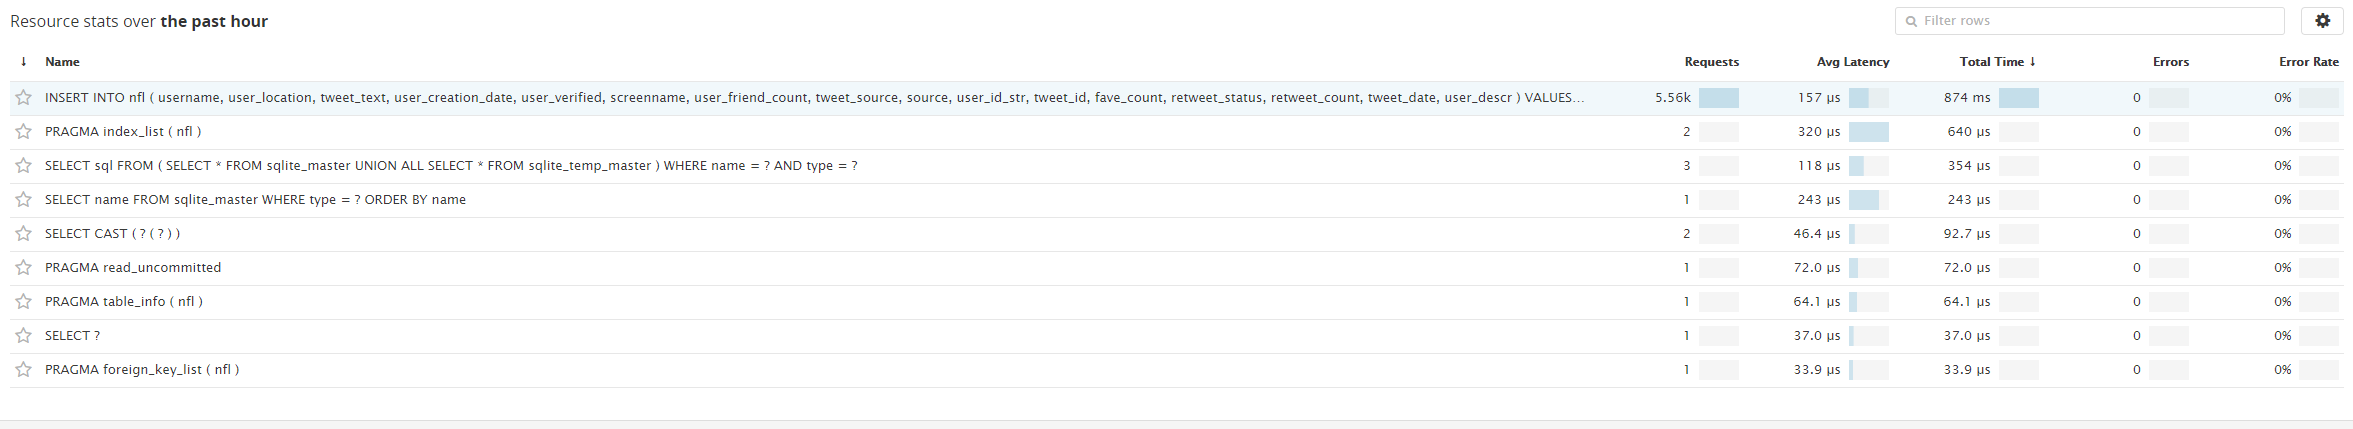 Resource stats over the past hour
Filter rows
↓ Name Requests Avg Latency Total Time ↓ Errors Error Rate
INSERT INTO nfl ( username, user_location, tweet_text, user_creation_date, user_verified, screenname, user_friend_count, tweet_source, source, user_id_str, tweet_id, fave_count, retweet_status, retweet_count, tweet_date, user_descr ) VALUES... 5.56k 157 µs 874 ms 0 0%
PRAGMA index_list ( nfl ) 2 320 µs 640 µs 0 0%
SELECT sql FROM ( SELECT * FROM sqlite_master UNION ALL SELECT * FROM sqlite_temp_master ) WHERE name = ? AND type = ? 3 118 µs 354 µs 0 0%
SELECT name FROM sqlite_master WHERE type = ? ORDER BY name 1 243 µs 243 µs 0 0%
SELECT CAST ( ? ( ? ) ) 2 46.4 µs 92.7 µs 0 0%
PRAGMA read_uncommitted 1 72.0 µs 72.0 µs 0 0%
PRAGMA table_info ( nfl ) 1 64.1 µs 64.1 µs 0 0%
SELECT ? 1 37.0 µs 37.0 µs 0 0%
PRAGMA foreign_key_list ( nfl ) 1 33.9 µs 33.9 µs 0 0%